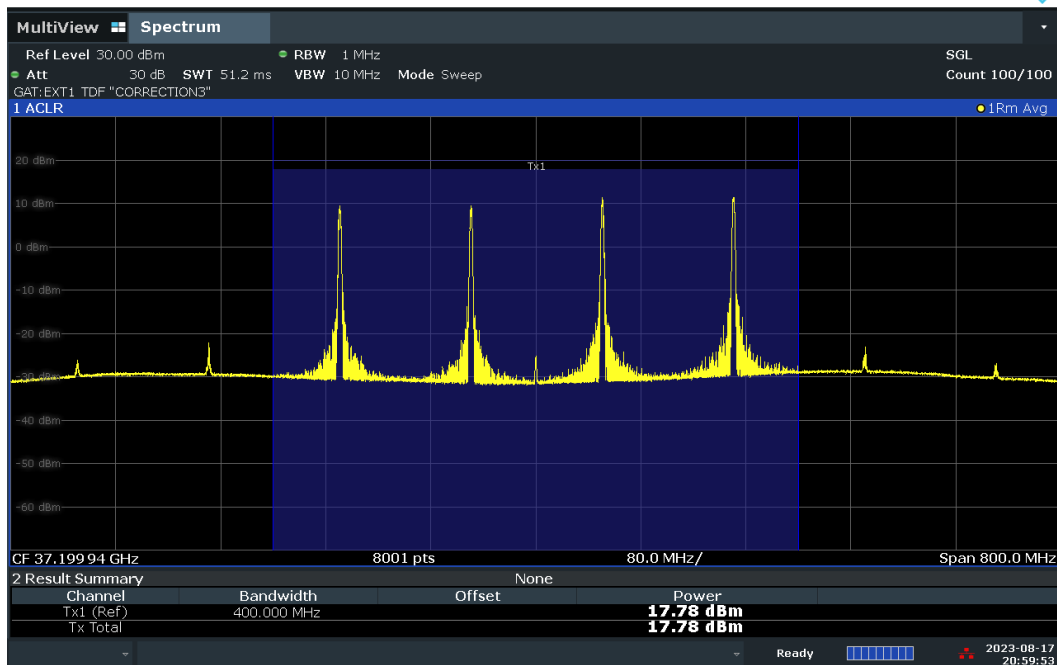 MultiView Spectrum
Ref Level 30.00 dBm RBW 1 MHz SGL
Att 30 dB SWT 51.2 ms VBW 10 MHz Mode Sweep Count 100/100
GAT:EXT1 TDF "CORRECTION3"
1 ACLR 1Rm Avg
20 dBm
Tx1
10 dBm
0 dBm
-10 dBm
-20 dBm
-30 dBm
-40 dBm
-50 dBm
-60 dBm
CF 37.19994 GHz 8001 pts 80.0 MHz/ Span 800.0 MHz
2 Result Summary None
Channel Bandwidth Offset Power
Tx1 (Ref) 400.000 MHz 17.78 dBm
Tx Total 17.78 dBm
Ready 2023-08-17
20:59:53